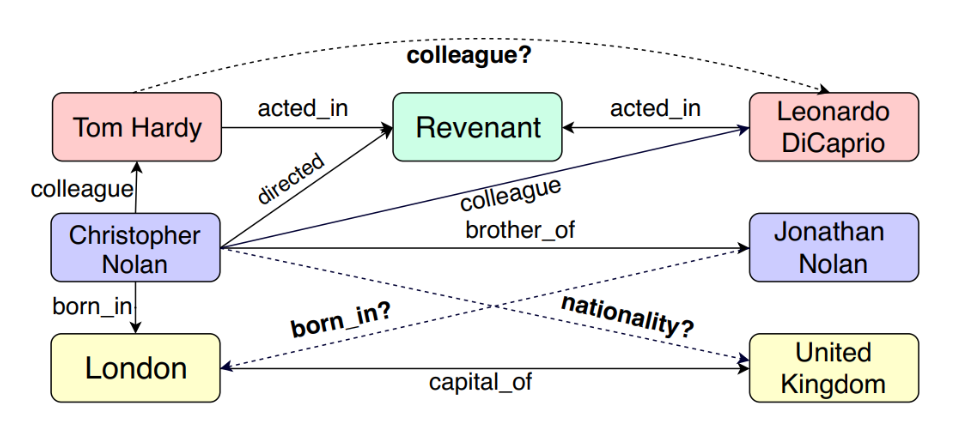 colleague?
Tom Hardy
acted_in
Revenant
acted_in
Leonardo
DiCaprio
colleague
directed
colleague
Christopher
Nolan
brother_of
Jonathan
Nolan
born_in
born_in?
nationality?
London
capital_of
United
Kingdom